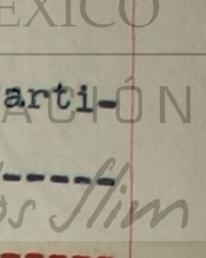 EXICO
arti-
ACIÓN
-----
os Slim